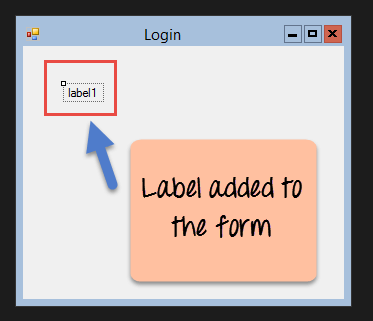 Login
label1
Label added to
the form